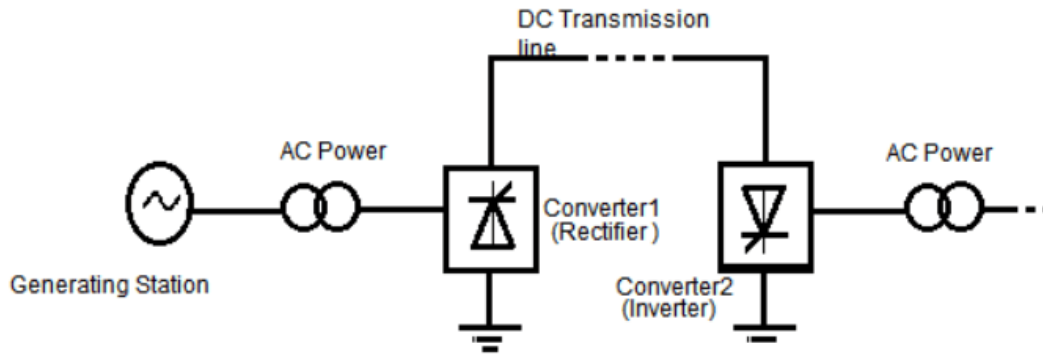 DC Transmission
line
AC Power
AC Power
Converter1
(Rectifier )
Generating Station
Converter2
(Inverter)